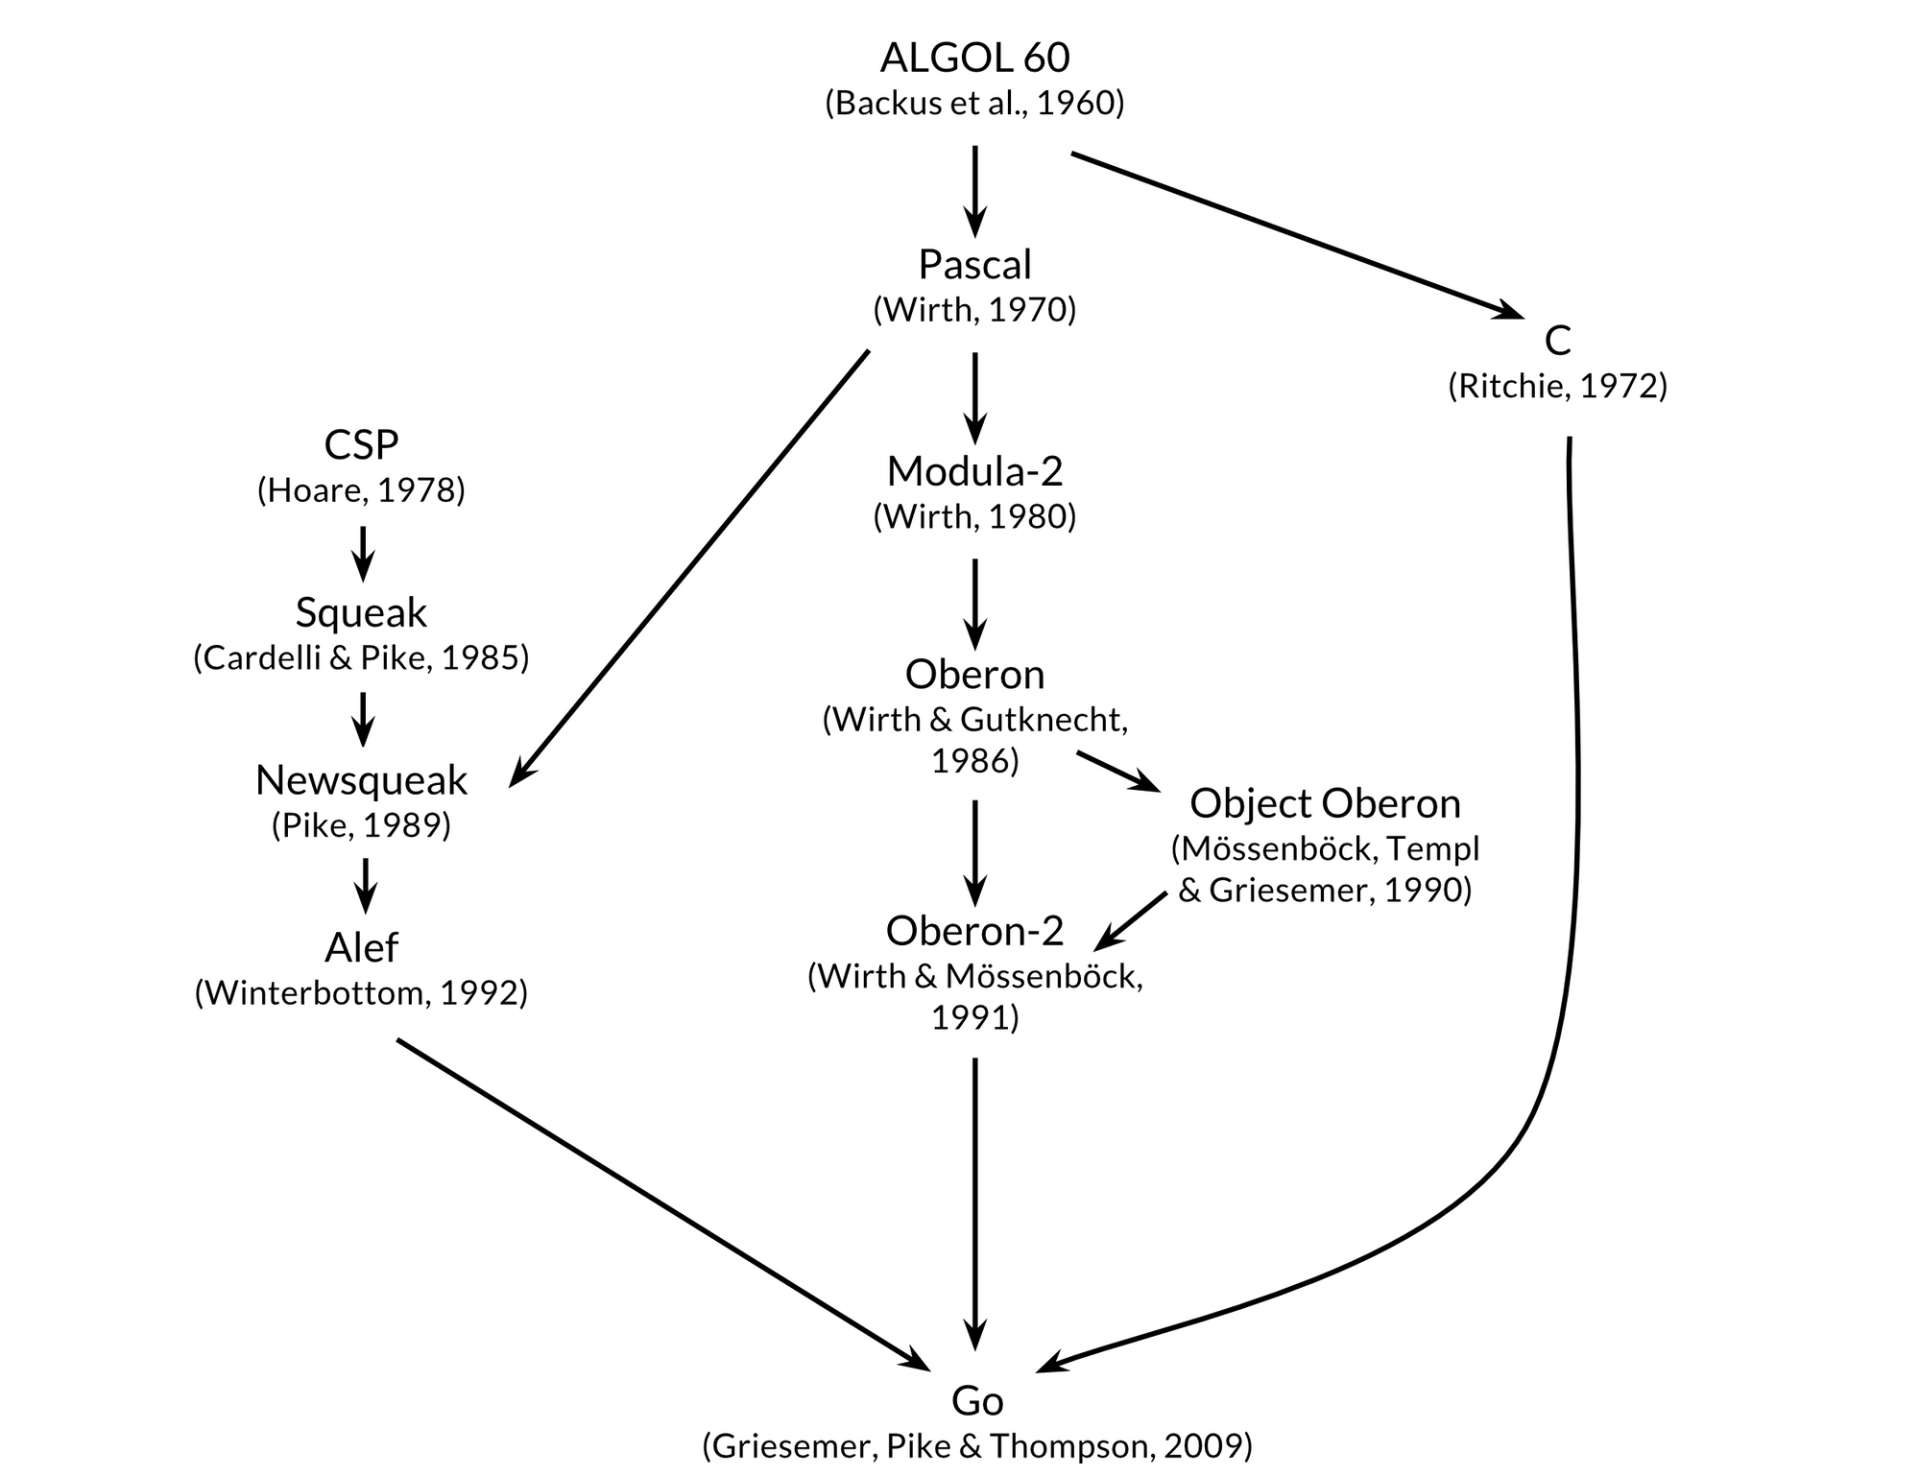 ALGOL 60
(Backus et al., 1960)
Pascal
(Wirth, 1970)
C
(Ritchie, 1972)
CSP
(Hoare, 1978)
Modula-2
(Wirth, 1980)
Squeak
(Cardelli & Pike, 1985)
Oberon
(Wirth & Gutknecht,
1986)
Newsqueak
(Pike, 1989)
Object Oberon
(Mössenböck, Templ
& Griesemer, 1990)
Alef
(Winterbottom, 1992)
Oberon-2
(Wirth & Mössenböck,
1991)
Go
(Griesemer, Pike & Thompson, 2009)